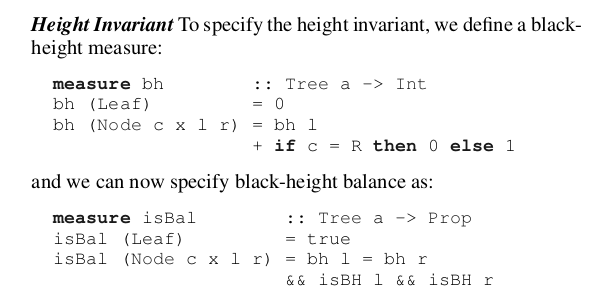 Height Invariant To specify the height invariant, we define a black-
height measure:
measure bh :: Tree a -> Int
bh (Leaf) = 0
bh (Node c x l r) = bh l
+ if c = R then 0 else 1
and we can now specify black-height balance as:
measure isBal :: Tree a -> Prop
isBal (Leaf) = true
isBal (Node c x l r) = bh l = bh r
&& isBH l && isBH r